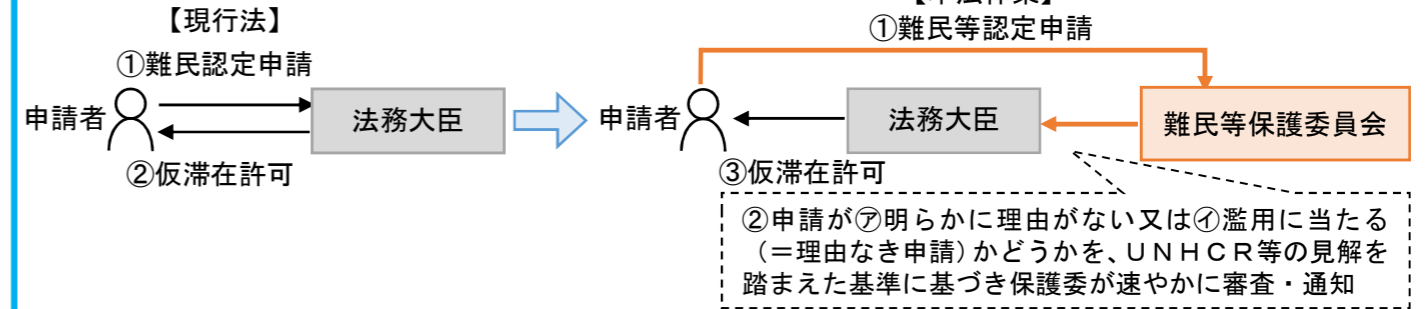 【現行法】
①難民認定申請
申請者
法務大臣
②仮滞在許可
①難民等認定申請
申請者
法務大臣
難民等保護委員会
③仮滞在許可
②申請が㋐明らかに理由がない又は㋑濫用に当たる
（＝理由なき申請）かどうかを、ＵＮＨＣＲ等の見解を
踏まえた基準に基づき保護委が速やかに審査・通知